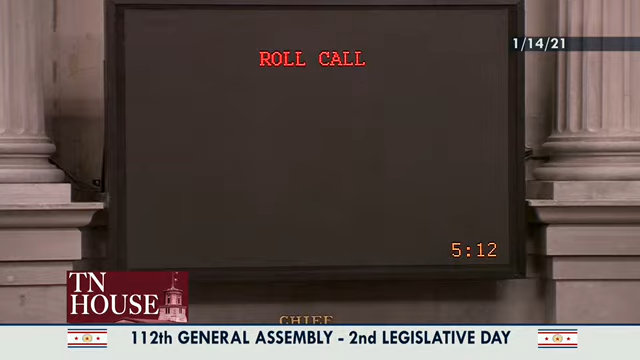 1/14/21
ROLL CALL
5:12
TN
HOUSE
CHIEF
112th GENERAL ASSEMBLY - 2nd LEGISLATIVE DAY